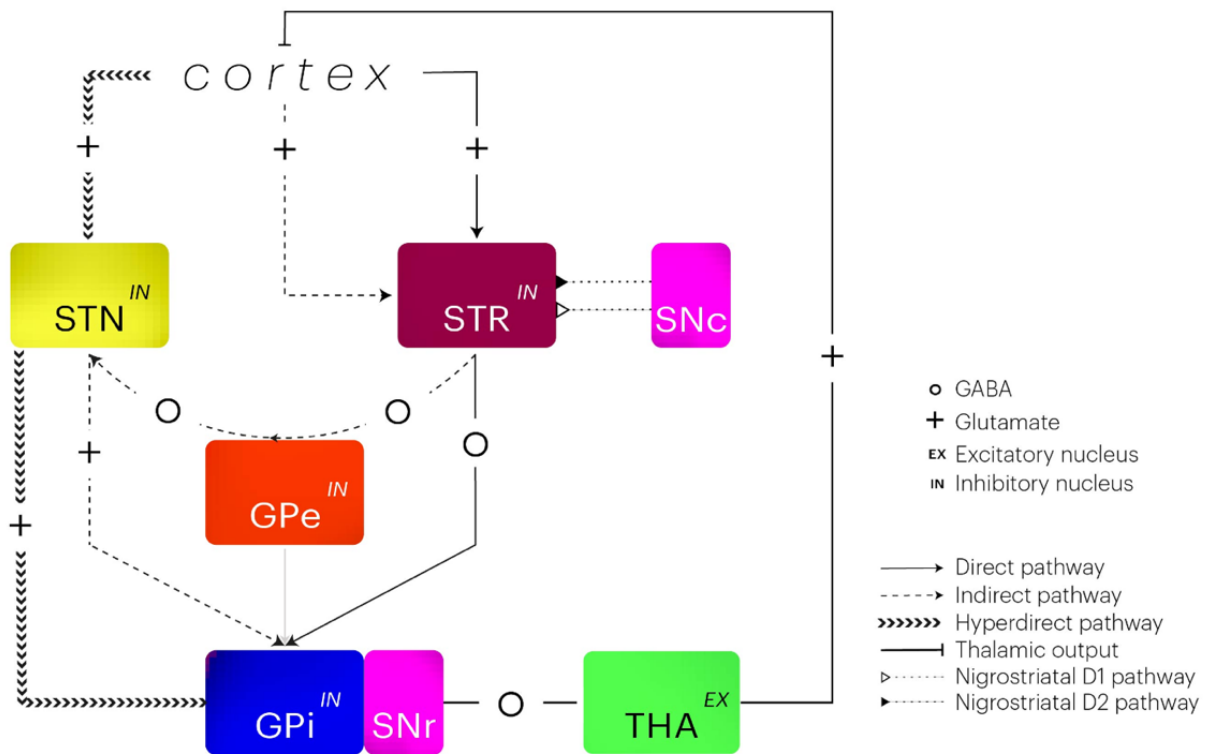 cortex
+
+
+
STN IN
STR IN
SNc
+
O
O
O
+
+
GPe IN
GPi IN
SNr
O
THA EX
O GABA
+ Glutamate
EX Excitatory nucleus
IN Inhibitory nucleus
Direct pathway
Indirect pathway
Hyperdirect pathway
Thalamic output
Nigrostriatal D1 pathway
Nigrostriatal D2 pathway